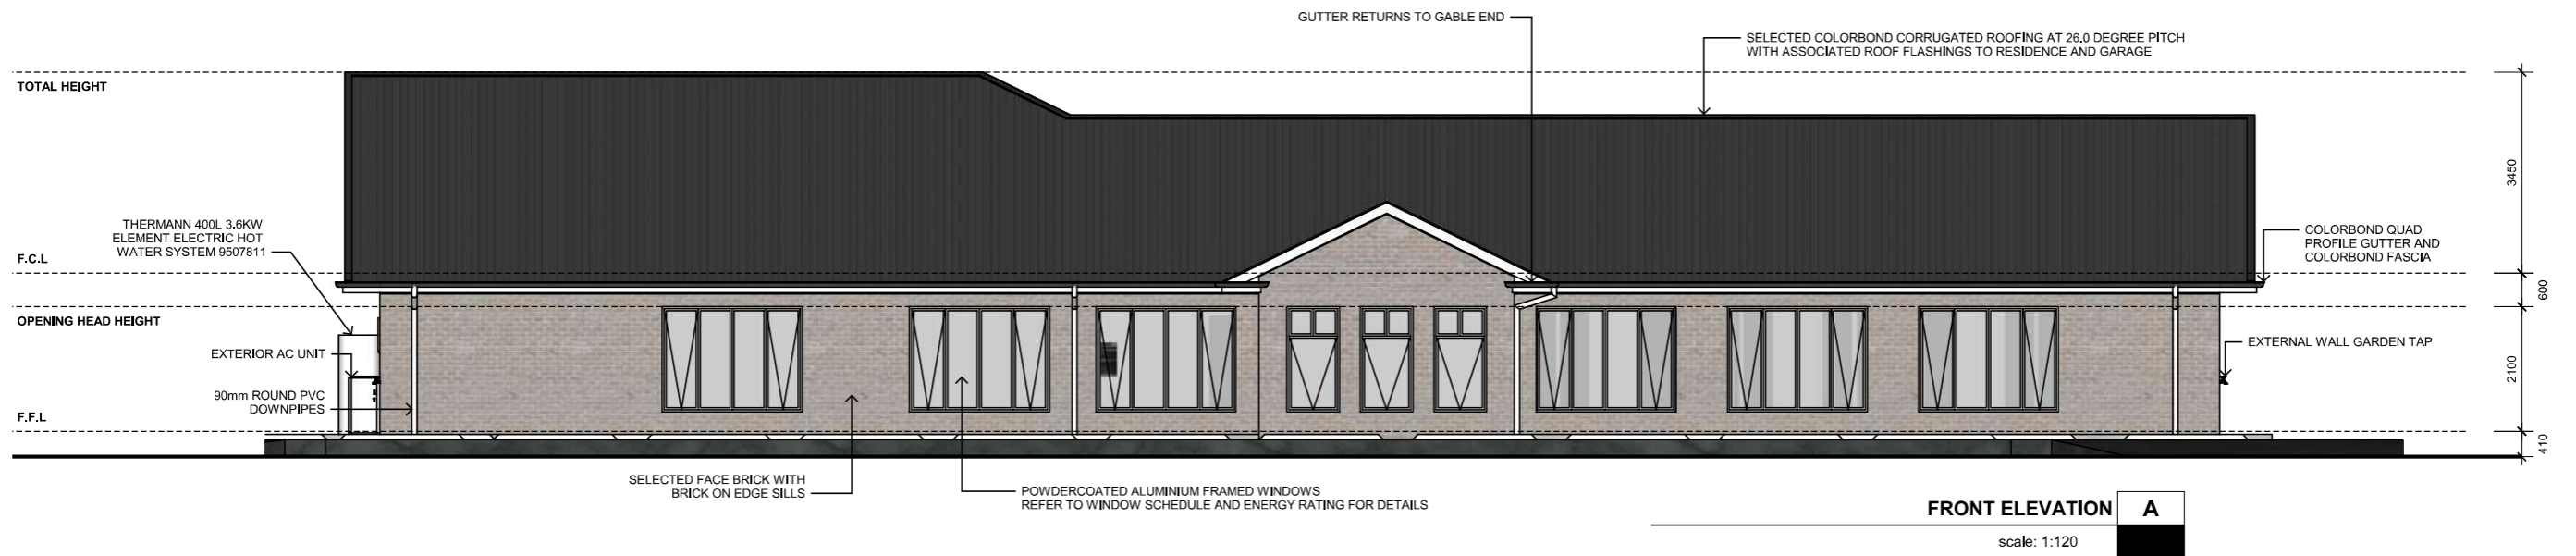 GUTTER RETURNS TO GABLE END
SELECTED COLORBOND CORRUGATED ROOFING AT 26.0 DEGREE PITCH
WITH ASSOCIATED ROOF FLASHINGS TO RESIDENCE AND GARAGE
TOTAL HEIGHT
3450
THERMANN 400L 3.6KW
ELEMENT ELECTRIC HOT
WATER SYSTEM 9507811
COLORBOND QUAD
PROFILE GUTTER AND
COLORBOND FASCIA
F.C.L
600
OPENING HEAD HEIGHT
EXTERIOR AC UNIT
EXTERNAL WALL GARDEN TAP
2100
90mm ROUND PVC
DOWNPIPES
F.F.L
410
SELECTED FACE BRICK WITH
BRICK ON EDGE SILLS
POWDERCOATED ALUMINIUM FRAMED WINDOWS
REFER TO WINDOW SCHEDULE AND ENERGY RATING FOR DETAILS
FRONT ELEVATION A
scale: 1:120